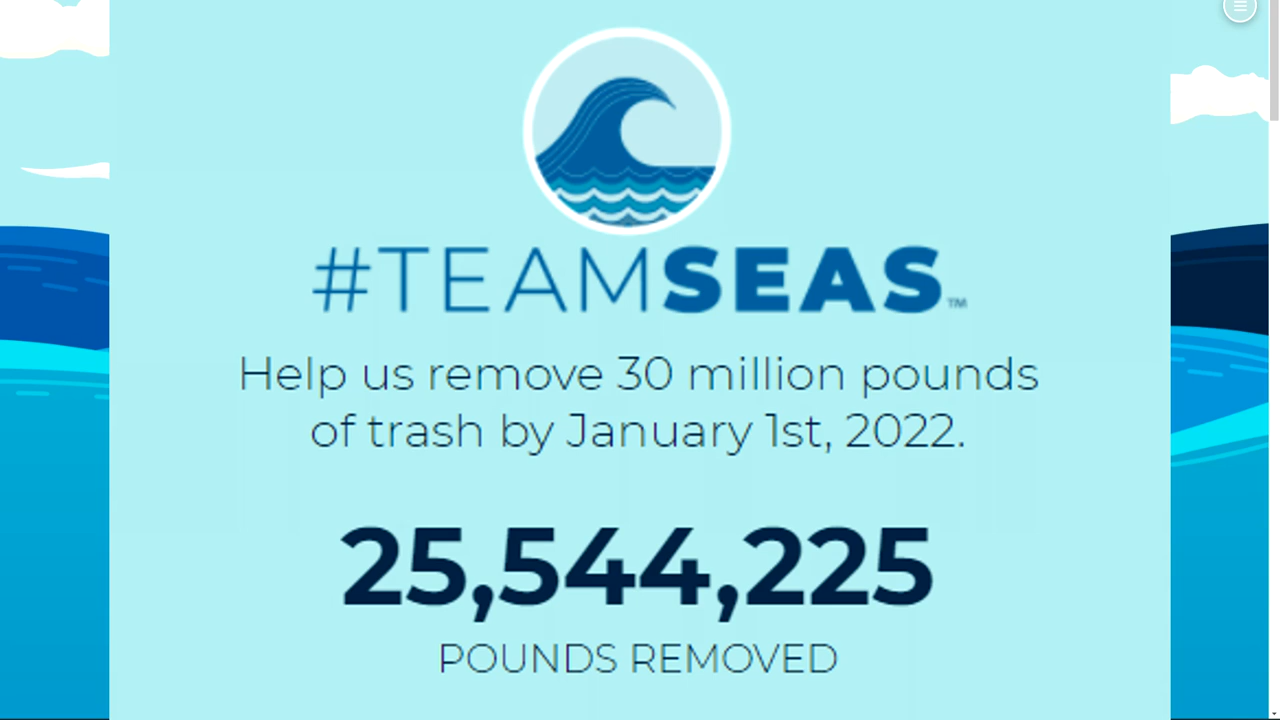 #TEAMSEAS™
Help us remove 30 million pounds
of trash by January 1st, 2022.
25,544,225
POUNDS REMOVED